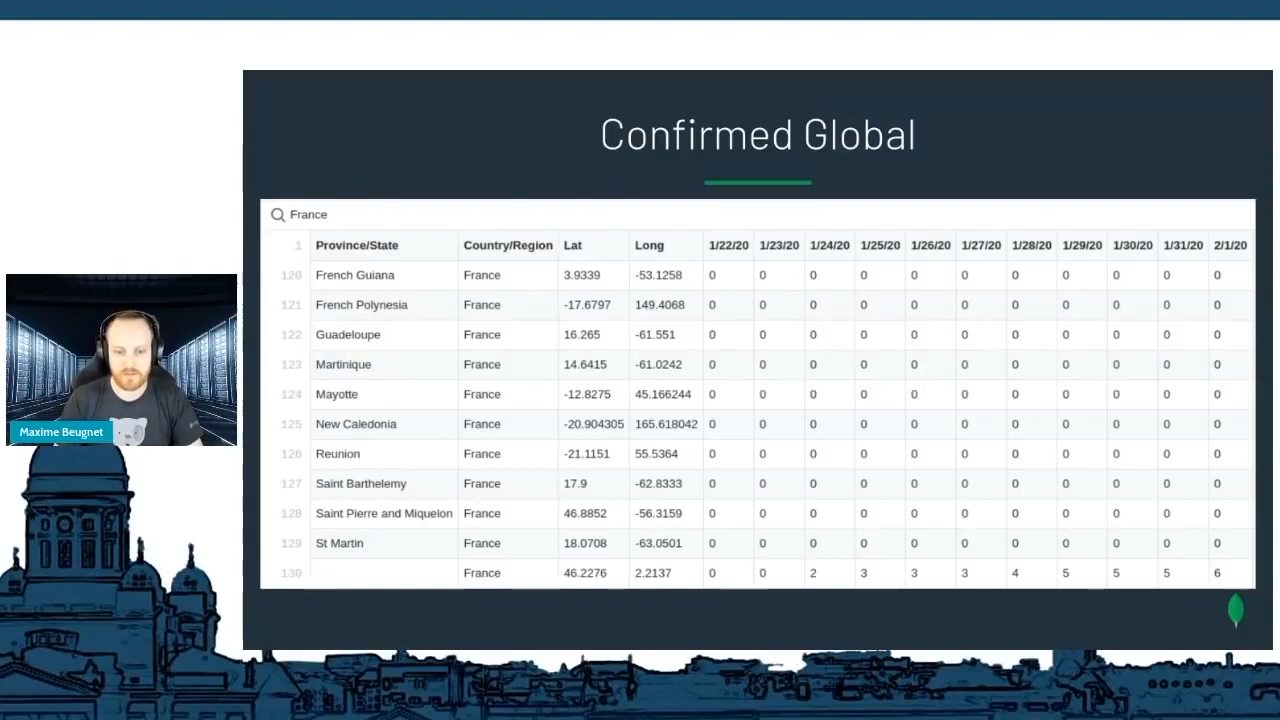 Confirmed Global
France
1 Province/State Country/Region Lat Long 1/22/20 1/23/20 1/24/20 1/25/20 1/26/20 1/27/20 1/28/20 1/29/20 1/30/20 1/31/20 2/1/20
120 French Guiana France 3.9339 -53.1258 0 0 0 0 0 0 0 0 0 0 0
121 French Polynesia France -17.6797 149.4068 0 0 0 0 0 0 0 0 0 0 0
122 Guadeloupe France 16.265 -61.551 0 0 0 0 0 0 0 0 0 0 0
123 Martinique France 14.6415 -61.0242 0 0 0 0 0 0 0 0 0 0 0
124 Mayotte France -12.8275 45.166244 0 0 0 0 0 0 0 0 0 0 0
125 New Caledonia France -20.904305 165.618042 0 0 0 0 0 0 0 0 0 0 0
126 Reunion France -21.1151 55.5364 0 0 0 0 0 0 0 0 0 0 0
127 Saint Barthelemy France 17.9 -62.8333 0 0 0 0 0 0 0 0 0 0 0
128 Saint Pierre and Miquelon France 46.8852 -56.3159 0 0 0 0 0 0 0 0 0 0 0
129 St Martin France 18.0708 -63.0501 0 0 0 0 0 0 0 0 0 0 0
130 France 46.2276 2.2137 0 0 2 3 3 3 4 5 5 5 6
Maxime Beugnet